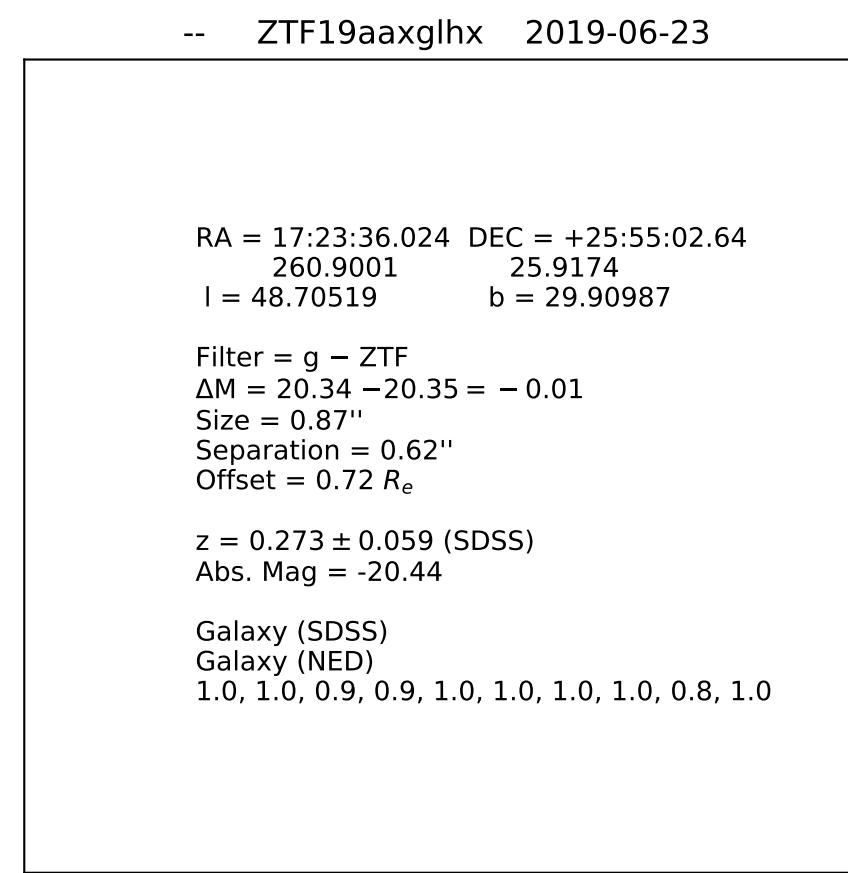 -- ZTF19aaxglhx 2019-06-23
RA = 17:23:36.024 DEC = +25:55:02.64
260.9001 25.9174
l = 48.70519 b = 29.90987
Filter = g − ZTF
ΔM = 20.34 −20.35 = − 0.01
Size = 0.87''
Separation = 0.62''
Offset = 0.72 Rₑ
z = 0.273 ± 0.059 (SDSS)
Abs. Mag = -20.44
Galaxy (SDSS)
Galaxy (NED)
1.0, 1.0, 0.9, 0.9, 1.0, 1.0, 1.0, 1.0, 0.8, 1.0